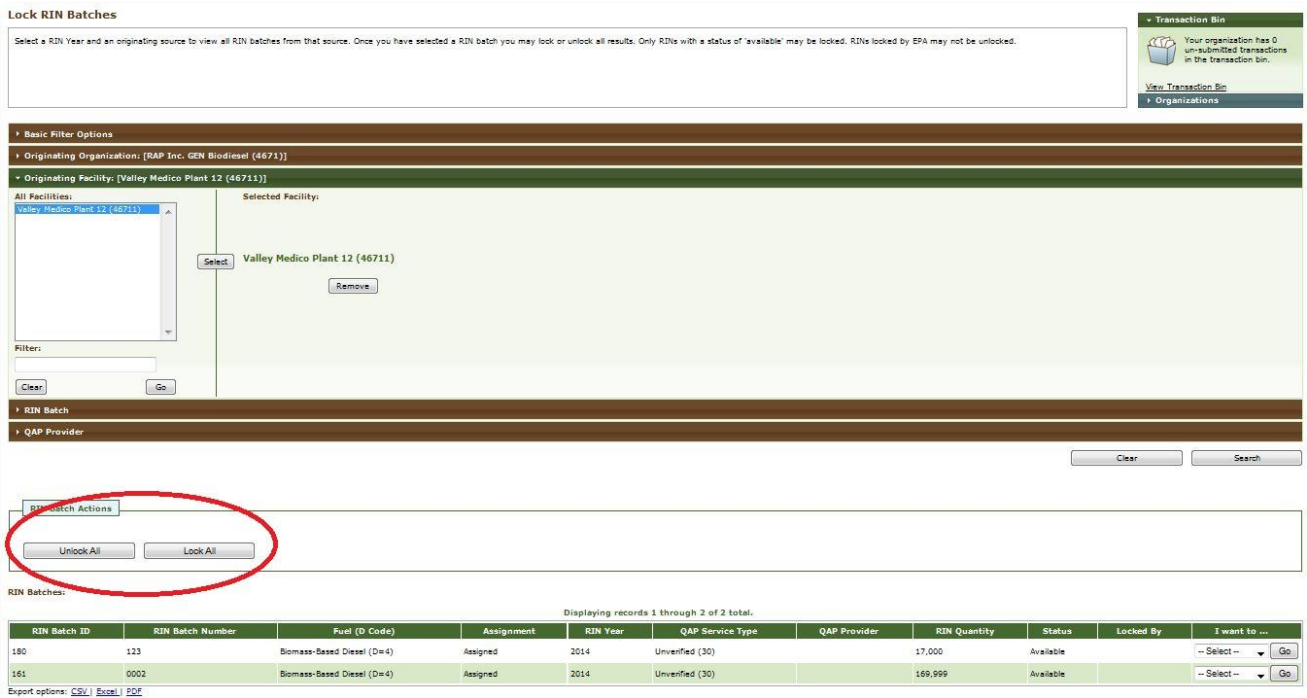 Lock RIN Batches
Select a RIN Year and an originating source to view all RIN batches from that source. Once you have selected a RIN batch you may lock or unlock all results. Only RINs with a status of 'available' may be locked. RINs locked by EPA may not be unlocked.
Transaction Bin
Your organization has 0
un-submitted transactions
in the transaction bin.
View Transaction Bin
Organizations
Basic Filter Options
Originating Organization: [RAP Inc. GEN Biodiesel (4671)]
Originating Facility: [Valley Medico Plant 12 (46711)]
All Facilities: Selected Facility:
Valley Medico Plant 12 (46711)
Select Valley Medico Plant 12 (46711)
Remove
Filter:
Clear Go
RIN Batch
QAP Provider
Clear Search
RIN Batch Actions
Unlock All Lock All
RIN Batches:
Displaying records 1 through 2 of 2 total.
RIN Batch ID RIN Batch Number Fuel (D Code) Assignment RIN Year QAP Service Type QAP Provider RIN Quantity Status Locked By I want to ...
180 123 Biomass-Based Diesel (D=4) Assigned 2014 Unverified (30) 17,000 Available -- Select -- Go
161 0002 Biomass-Based Diesel (D=4) Assigned 2014 Unverified (30) 169,999 Available -- Select -- Go
Export options: CSV | Excel | PDF